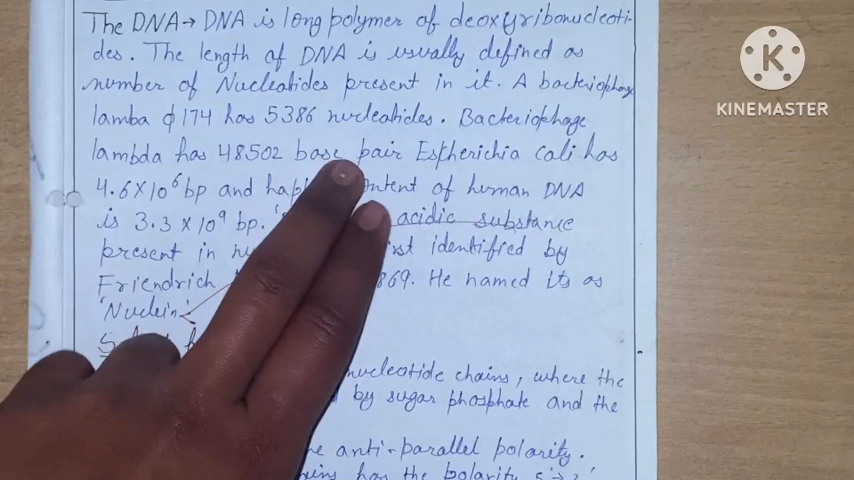 The DNA → DNA is long polymer of deoxyribonucleoti-
des. The length of DNA is usually defined as
number of Nucleotides present in it. A bacteriophage
lamba ϕ174 has 5386 nucleotides. Bacteriophage
lambda has 48502 base pair Espherichia coli has
4.6×10⁶ bp and content of human DNA
is 3.3×10⁹ bp. acidic substance
present in identified by
Friendrich 869. He named its as
'Nuclein'
nucleotide chains, where the
by sugar phosphate and the
anti-parallel polarity.
has the polarity
K
KINEMASTER